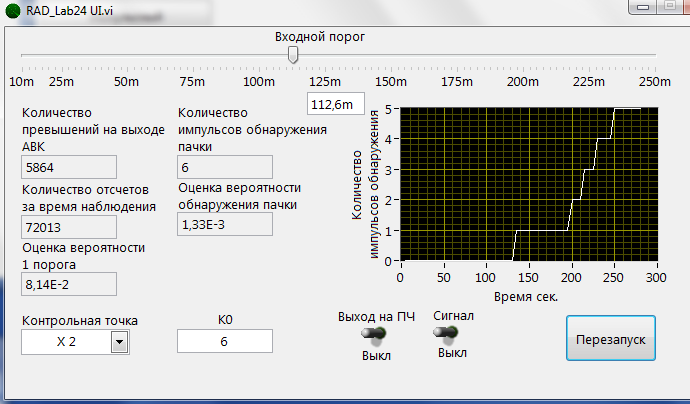 RAD_Lab24 UI.vi
Входной порог
10m 25m 50m 75m 100m 125m 150m 175m 200m 225m 250m
112,6m
Количество
превышений на выходе
АВК
5864
Количество
импульсов обнаружения
пачки
6
Количество отсчетов
за время наблюдения
72013
Оценка вероятности
обнаружения пачки
1,33E-3
Оценка вероятности
1 порога
8,14E-2
Количество
импульсов обнаружения
5
4
3
2
1
0
0 50 100 150 200 250 300
Время сек.
Контрольная точка
X 2
K0
6
Выход на ПЧ
Выкл
Сигнал
Выкл
Перезапуск